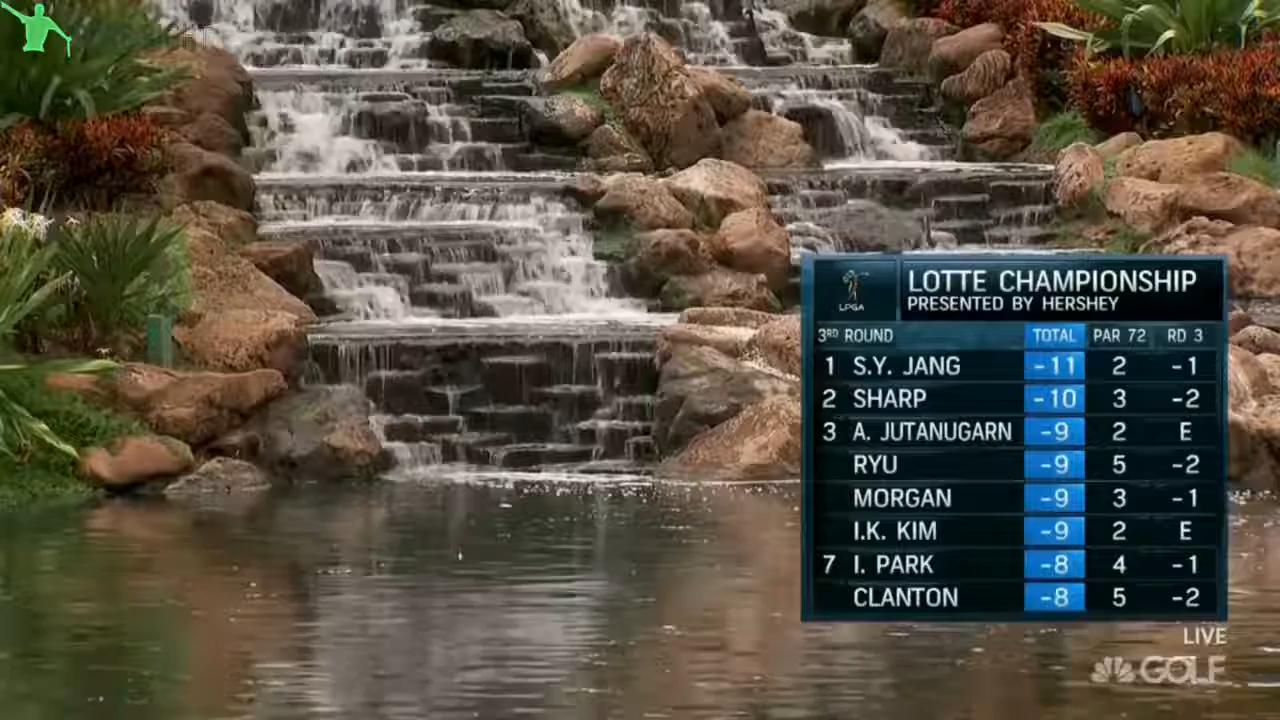 LPGA
LOTTE CHAMPIONSHIP
PRESENTED BY HERSHEY
3RD ROUND TOTAL PAR 72 RD 3
1 S.Y. JANG -11 2 -1
2 SHARP -10 3 -2
3 A. JUTANUGARN -9 2 E
RYU -9 5 -2
MORGAN -9 3 -1
I.K. KIM -9 2 E
7 I. PARK -8 4 -1
CLANTON -8 5 -2
LIVE
GOLF